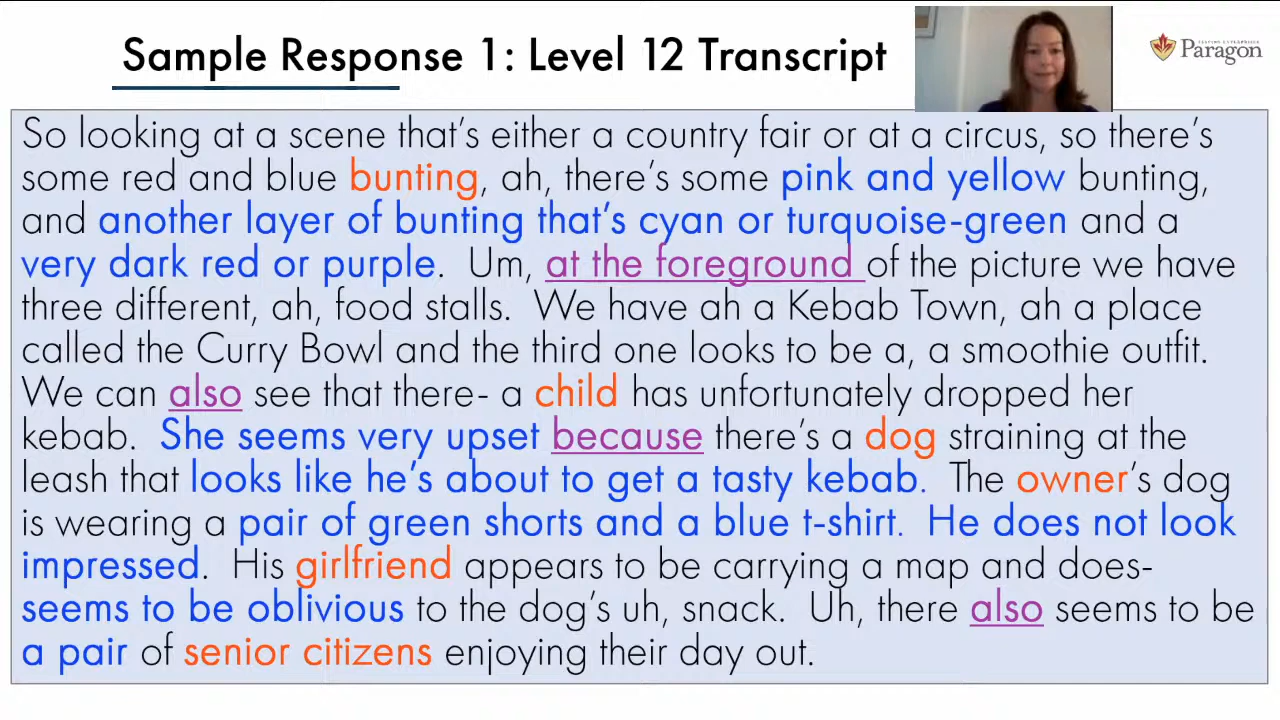 Sample Response 1: Level 12 Transcript
Paragon
So looking at a scene that's either a country fair or at a circus, so there's
some red and blue bunting, ah, there's some pink and yellow bunting,
and another layer of bunting that's cyan or turquoise-green and a
very dark red or purple.  Um, at the foreground of the picture we have
three different, ah, food stalls.  We have ah a Kebab Town, ah a place
called the Curry Bowl and the third one looks to be a, a smoothie outfit.
We can also see that there- a child has unfortunately dropped her
kebab.  She seems very upset because there's a dog straining at the
leash that looks like he's about to get a tasty kebab.  The owner's dog
is wearing a pair of green shorts and a blue t-shirt.  He does not look
impressed.  His girlfriend appears to be carrying a map and does-
seems to be oblivious to the dog's uh, snack.  Uh, there also seems to be
a pair of senior citizens enjoying their day out.